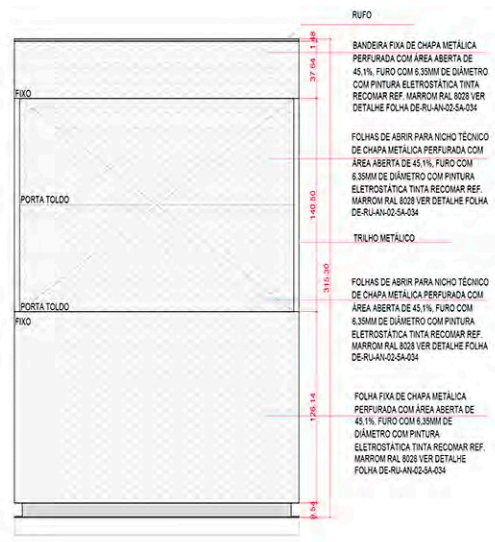 RUFO
1.48
BANDEIRA FIXA DE CHAPA METÁLICA
PERFURADA COM ÁREA ABERTA DE
45,1%, FURO COM 6,35MM DE DIÂMETRO
COM PINTURA ELETROSTÁTICA TINTA
RECOMAR REF. MARROM RAL 8028 VER
DETALHE FOLHA DE-RU-AN-02-5A-034
37.64
FIXO
FOLHAS DE ABRIR PARA NICHO TÉCNICO
DE CHAPA METÁLICA PERFURADA COM
ÁREA ABERTA DE 45,1%, FURO COM
6,35MM DE DIÂMETRO COM PINTURA
ELETROSTÁTICA TINTA RECOMAR REF.
MARROM RAL 8028 VER DETALHE FOLHA
DE-RU-AN-02-5A-034
PORTA TOLDO
140.50
TRILHO METÁLICO
315.30
FOLHAS DE ABRIR PARA NICHO TÉCNICO
DE CHAPA METÁLICA PERFURADA COM
ÁREA ABERTA DE 45,1%, FURO COM
6,35MM DE DIÂMETRO COM PINTURA
ELETROSTÁTICA TINTA RECOMAR REF.
MARROM RAL 8028 VER DETALHE FOLHA
DE-RU-AN-02-5A-034
PORTA TOLDO
FIXO
FOLHA FIXA DE CHAPA METÁLICA
PERFURADA COM ÁREA ABERTA DE
45,1%, FURO COM 6,35MM DE
DIÂMETRO COM PINTURA
ELETROSTÁTICA TINTA RECOMAR REF.
MARROM RAL 8028 VER DETALHE
FOLHA DE-RU-AN-02-5A-034
126.14
9.54